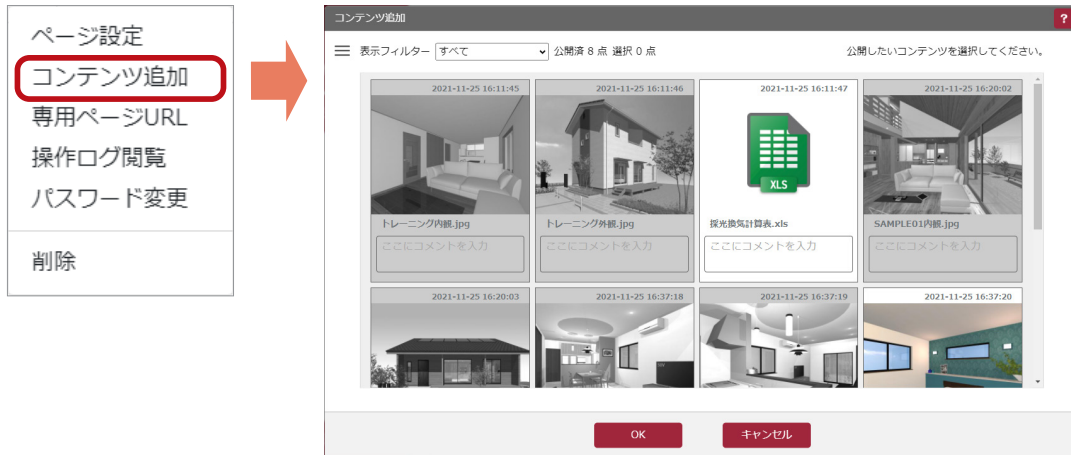 ページ設定
コンテンツ追加
専用ページURL
操作ログ閲覧
パスワード変更
削除
コンテンツ追加
?
表示フィルター すべて 公開済 8 点 選択 0 点
公開したいコンテンツを選択してください。
2021-11-25 16:11:45
2021-11-25 16:11:46
2021-11-25 16:11:47
2021-11-25 16:20:02
XLS
トレーニング内観.jpg
トレーニング外観.jpg
採光換気計算表.xls
SAMPLE01内観.jpg
ここにコメントを入力
ここにコメントを入力
ここにコメントを入力
ここにコメントを入力
2021-11-25 16:20:03
2021-11-25 16:37:18
2021-11-25 16:37:19
2021-11-25 16:37:20
OK
キャンセル